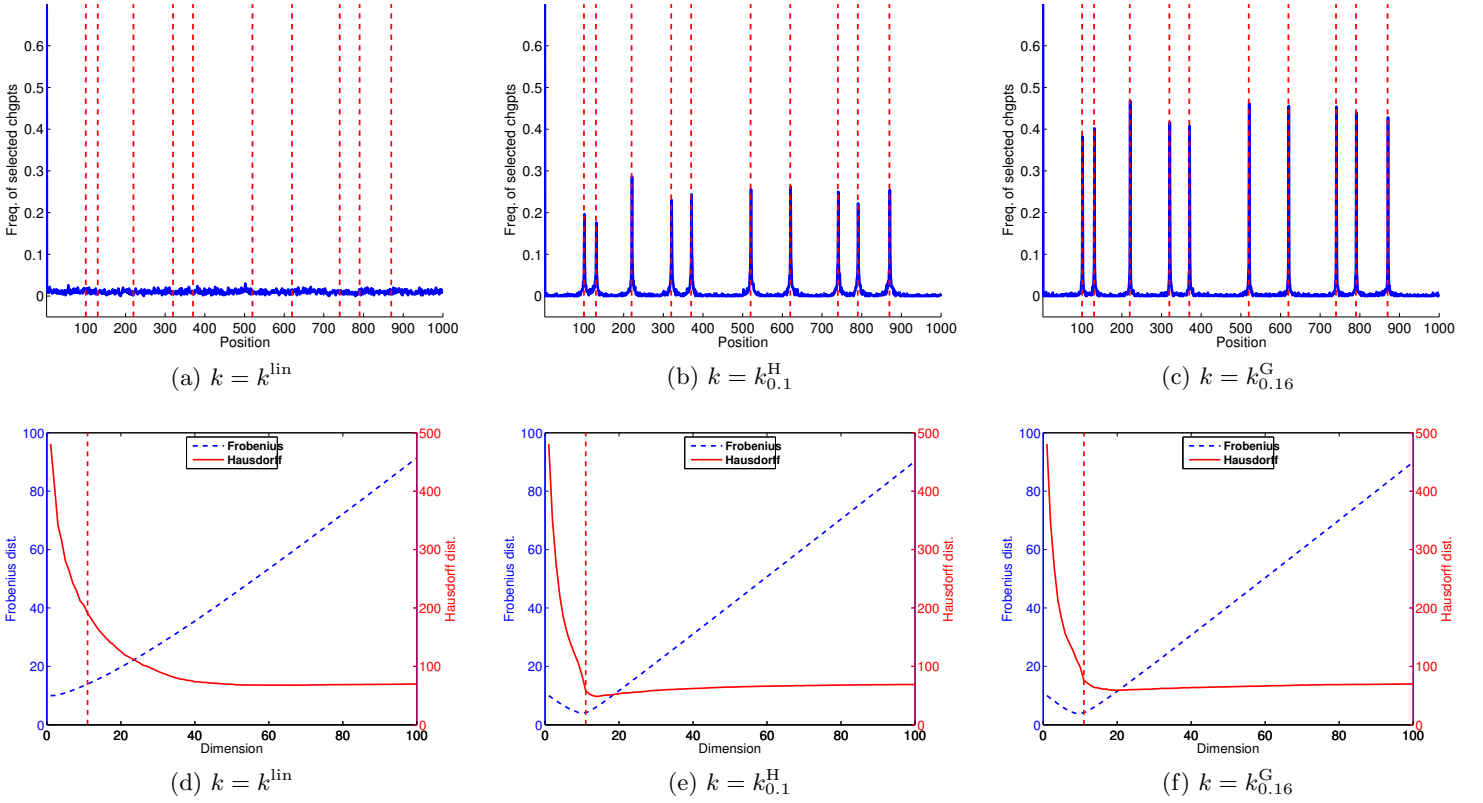 Freq. of selected chgpts
0.6
0.5
0.4
0.3
0.2
0.1
0
100 200 300 400 500 600 700 800 900 1000
Position
(a) k = k^lin
Freq. of selected chgpts
0.6
0.5
0.4
0.3
0.2
0.1
0
100 200 300 400 500 600 700 800 900 1000
Position
(b) k = k^H_0.1
Freq. of selected chgpts
0.6
0.5
0.4
0.3
0.2
0.1
0
100 200 300 400 500 600 700 800 900 1000
Position
(c) k = k^G_0.16
Frobenius dist.
100
80
60
40
20
0
Frobenius
Hausdorff
500
400
300
200
100
0
Hausdorff dist.
0 20 40 60 80 100
Dimension
(d) k = k^lin
Frobenius dist.
100
80
60
40
20
0
Frobenius
Hausdorff
500
400
300
200
100
0
Hausdorff dist.
0 20 40 60 80 100
Dimension
(e) k = k^H_0.1
Frobenius dist.
100
80
60
40
20
0
Frobenius
Hausdorff
500
400
300
200
100
0
Hausdorff dist.
0 20 40 60 80 100
Dimension
(f) k = k^G_0.16